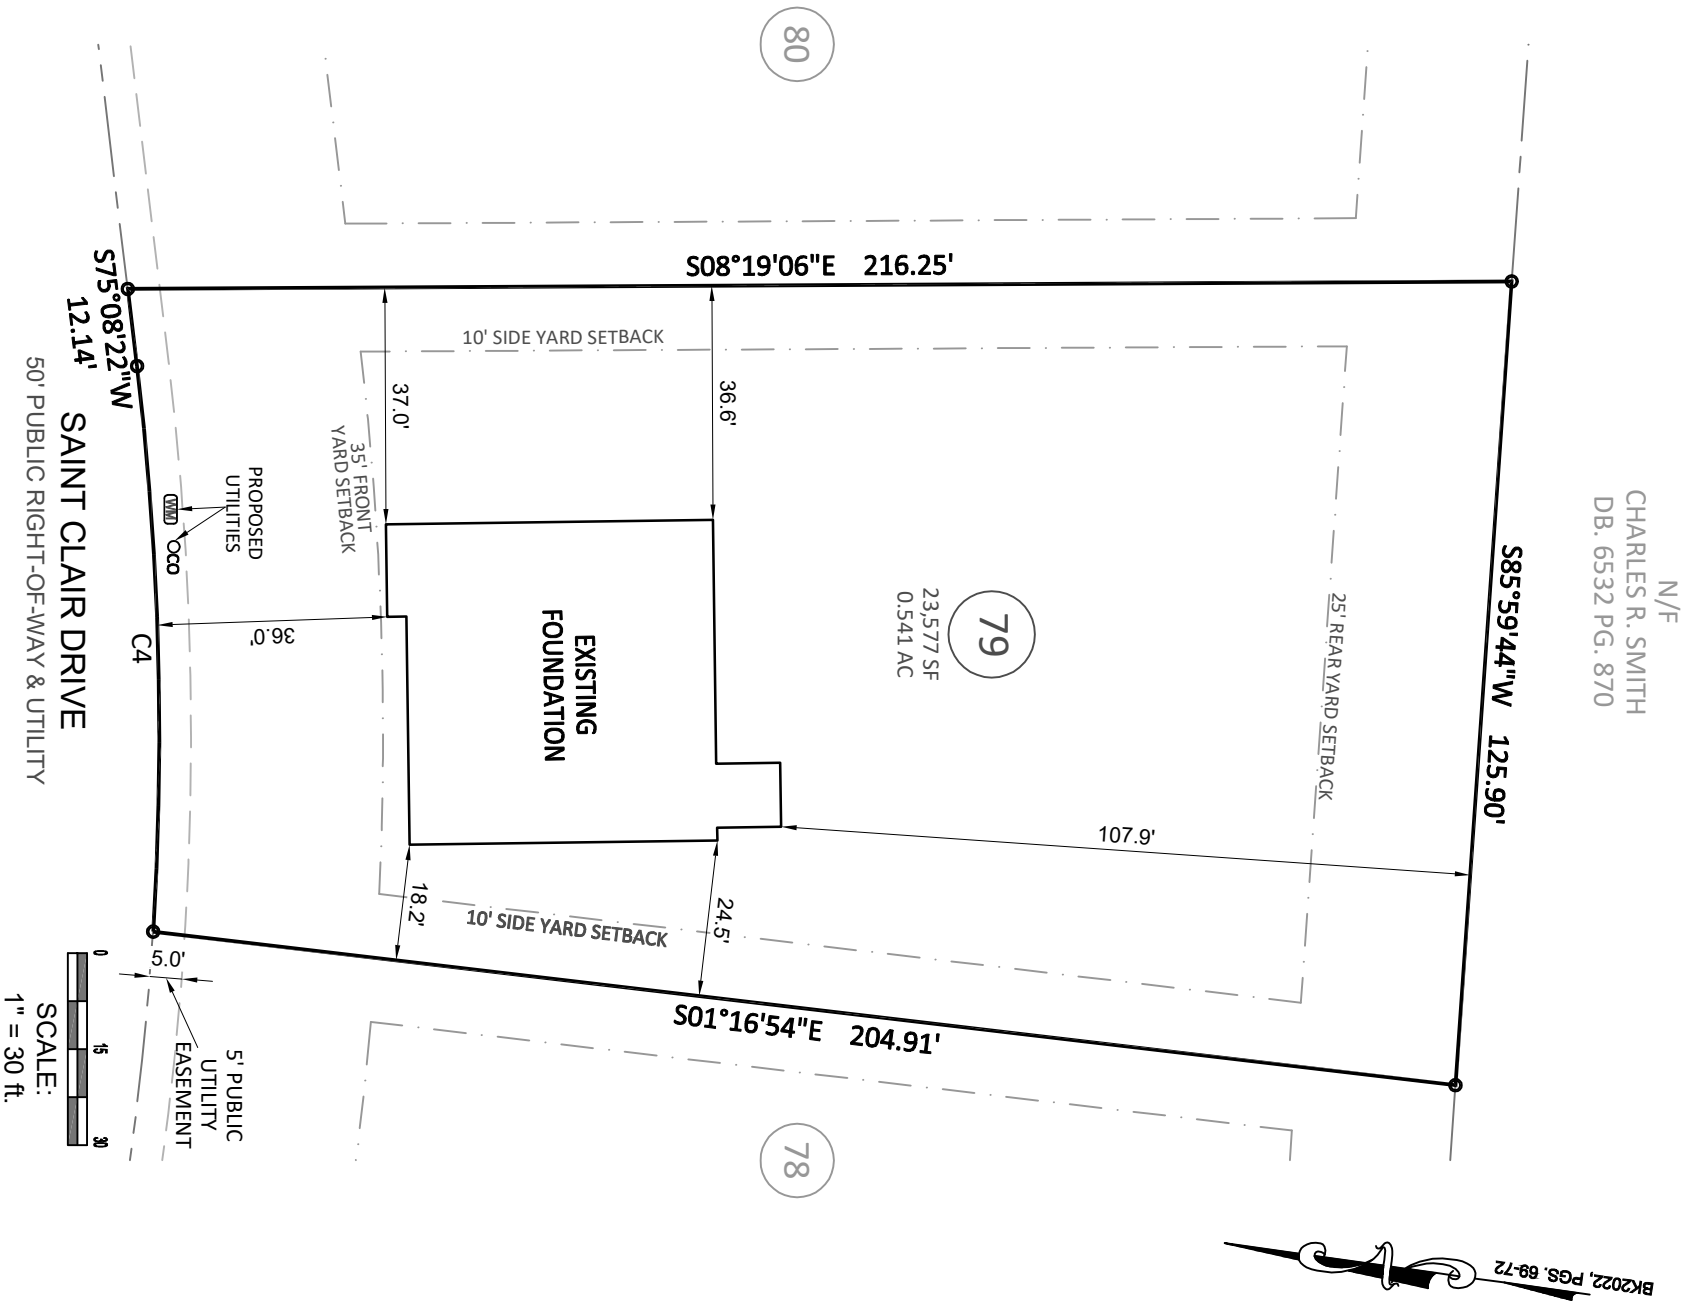 N/F
CHARLES R. SMITH
DB. 6532 PG. 870
BK2022, PGS. 69-72
S85°59'44"W 125.90'
25' REAR YARD SETBACK
80
79
78
23,577 SF
0.541 AC
107.9'
S08°19'06"E 216.25'
10' SIDE YARD SETBACK
36.6'
37.0'
EXISTING
FOUNDATION
24.5'
18.2'
10' SIDE YARD SETBACK
S01°16'54"E 204.91'
35' FRONT
YARD SETBACK
36.0'
PROPOSED
UTILITIES
WM
CO
5.0'
5' PUBLIC
UTILITY
EASEMENT
S75°08'22"W
12.14'
C4
SAINT CLAIR DRIVE
50' PUBLIC RIGHT-OF-WAY & UTILITY
0 15 30
SCALE:
1" = 30 ft.